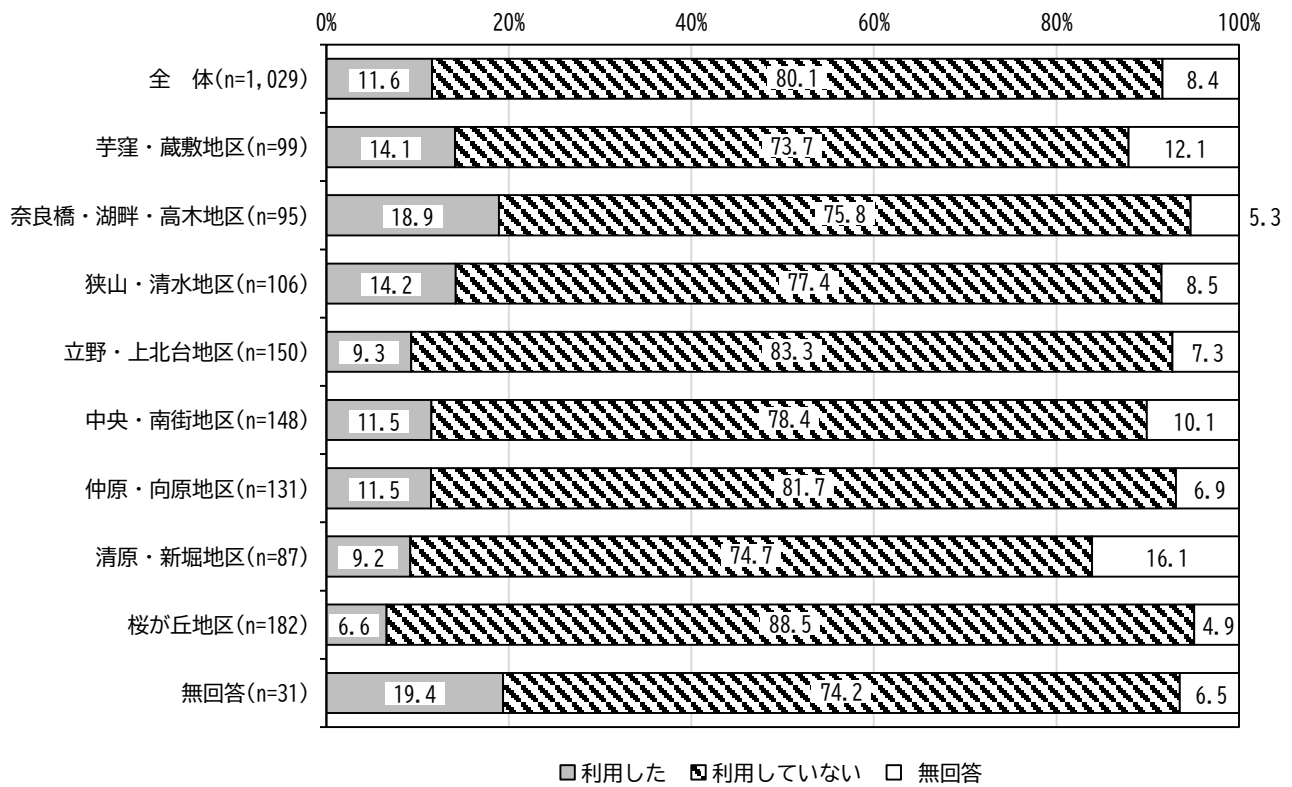 0% 20% 40% 60% 80% 100%
全　体(n=1,029) 11.6 80.1 8.4
芋窪・蔵敷地区(n=99) 14.1 73.7 12.1
奈良橋・湖畔・高木地区(n=95) 18.9 75.8 5.3
狭山・清水地区(n=106) 14.2 77.4 8.5
立野・上北台地区(n=150) 9.3 83.3 7.3
中央・南街地区(n=148) 11.5 78.4 10.1
仲原・向原地区(n=131) 11.5 81.7 6.9
清原・新堀地区(n=87) 9.2 74.7 16.1
桜が丘地区(n=182) 6.6 88.5 4.9
無回答(n=31) 19.4 74.2 6.5
利用した 利用していない 無回答